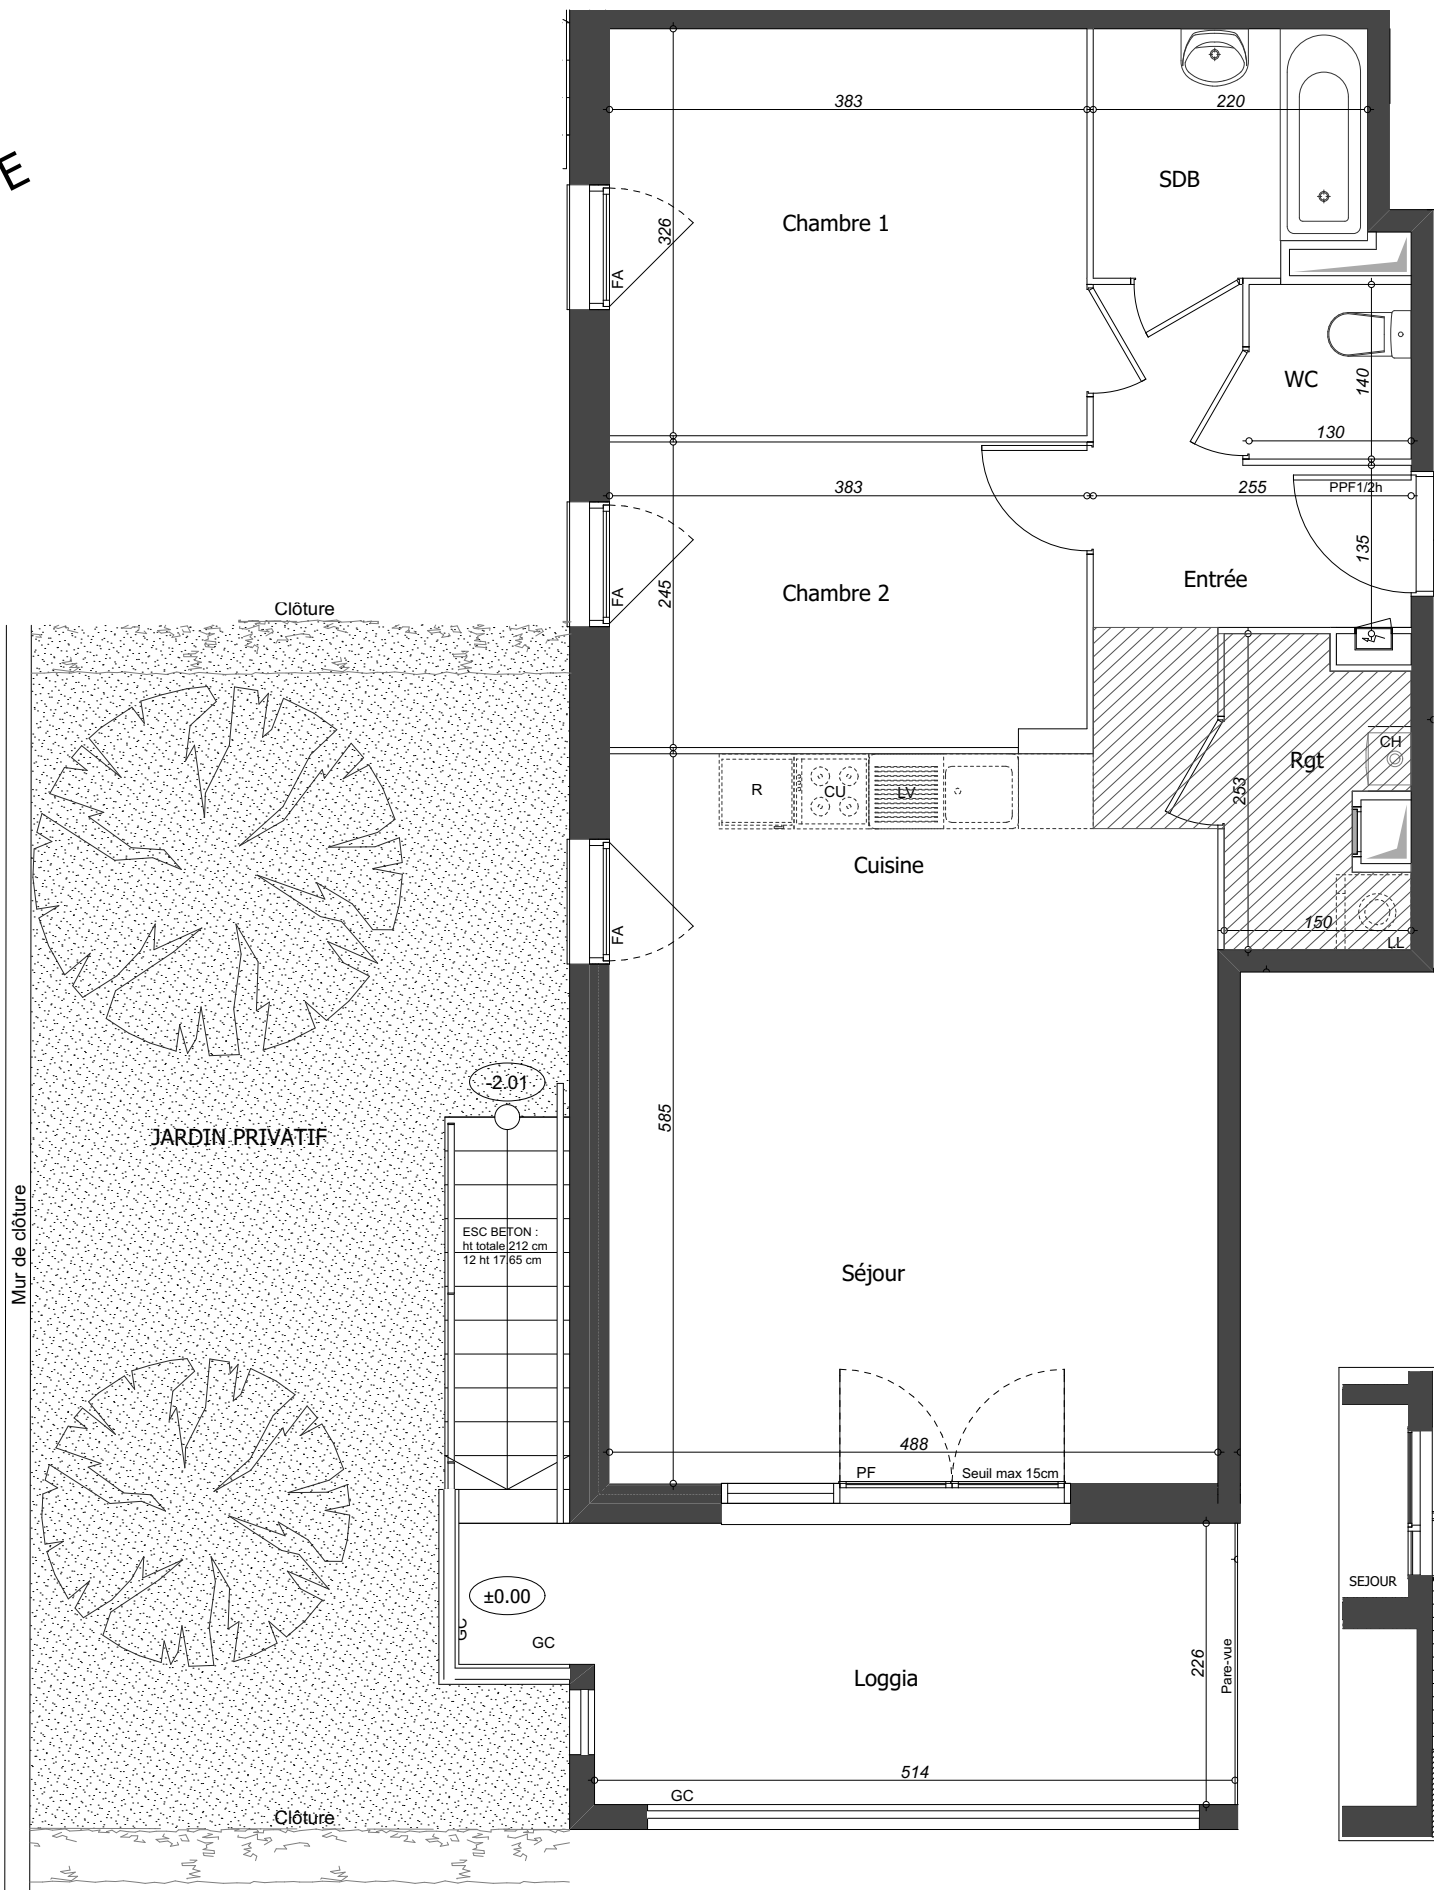 E
383
220
SDB
Chambre 1
326
FA
WC
140
130
383
255
PPF1/2h
135
Entrée
FA
245
Chambre 2
Clôture
CH
Rgt
253
R
CU
LV
Cuisine
150
LL
FA
-2.01
585
JARDIN PRIVATIF
Mur de clôture
ESC BETON :
ht totale 212 cm
12 ht 17.65 cm
Séjour
488
PF
Seuil max 15cm
SEJOUR
±0.00
GC
GC
226
Pare-vue
Loggia
514
GC
Clôture